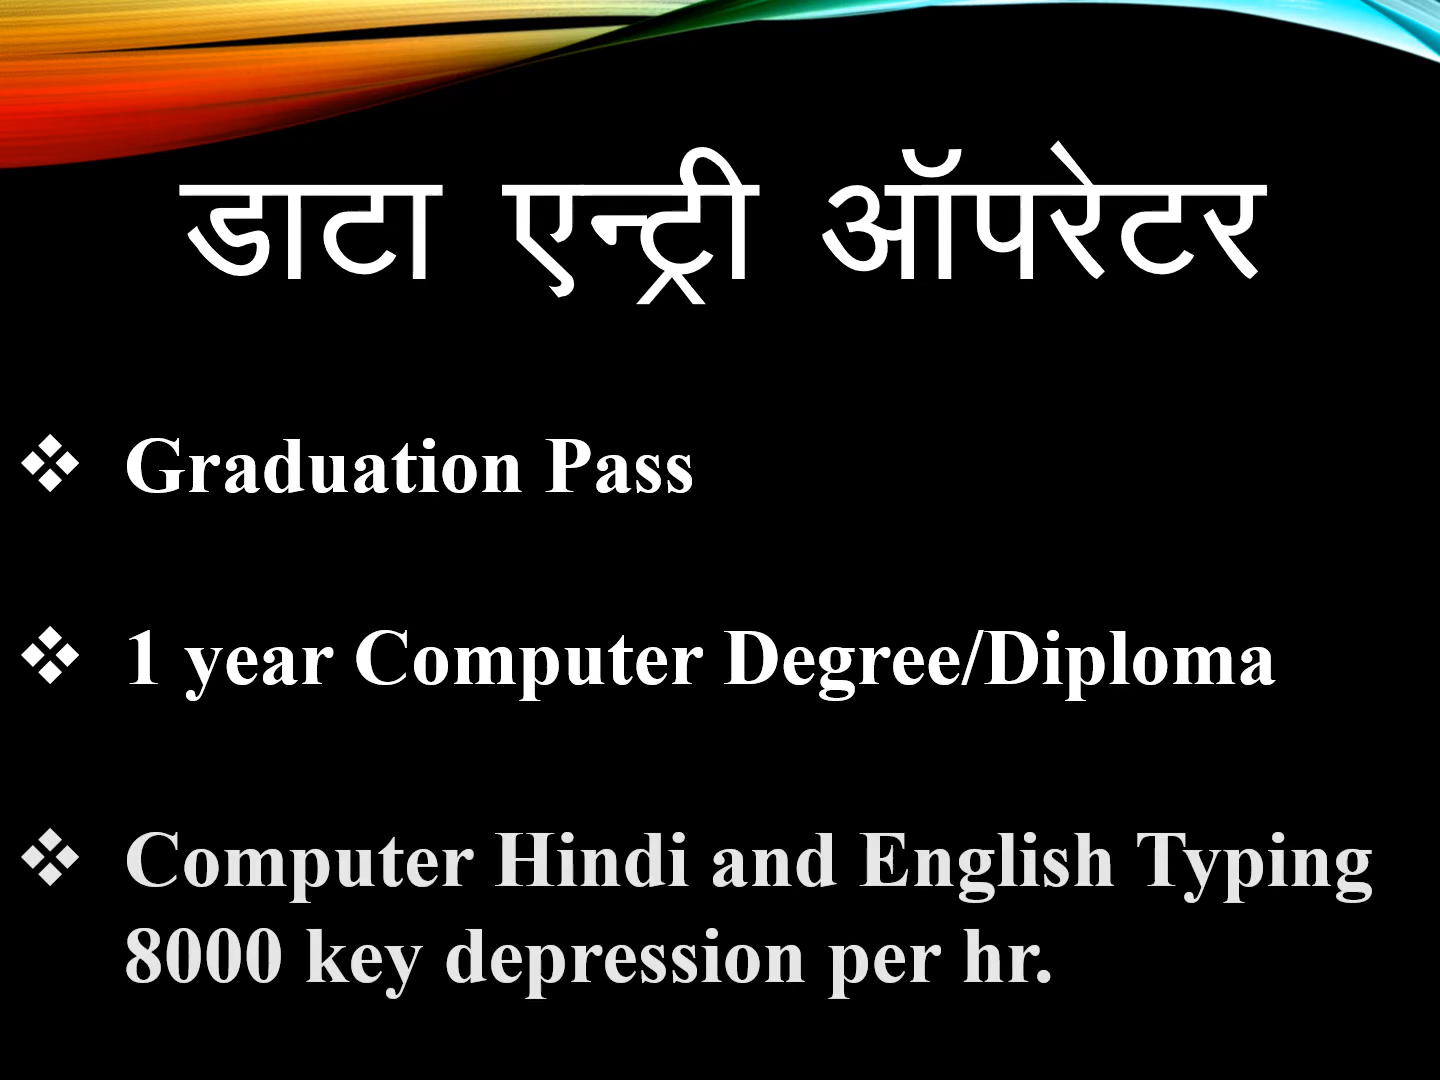 डाटा एन्ट्री ऑपरेटर
❖ Graduation Pass
❖ 1 year Computer Degree/Diploma
❖ Computer Hindi and English Typing
8000 key depression per hr.